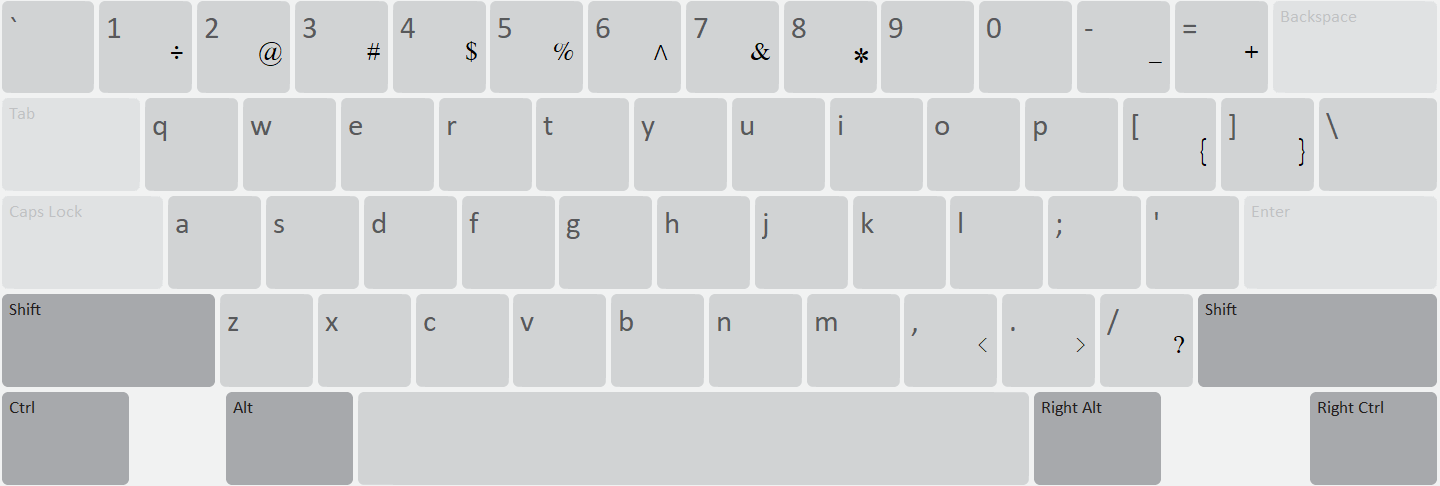 ` 1 ÷ 2 @ 3 # 4 $ 5 % 6 ^ 7 & 8 * 9 0 - _ = + Backspace
Tab q w e r t y u i o p [ { ] } \
Caps Lock a s d f g h j k l ; ' Enter
Shift z x c v b n m , < . > / ? Shift
Ctrl Alt Right Alt Right Ctrl